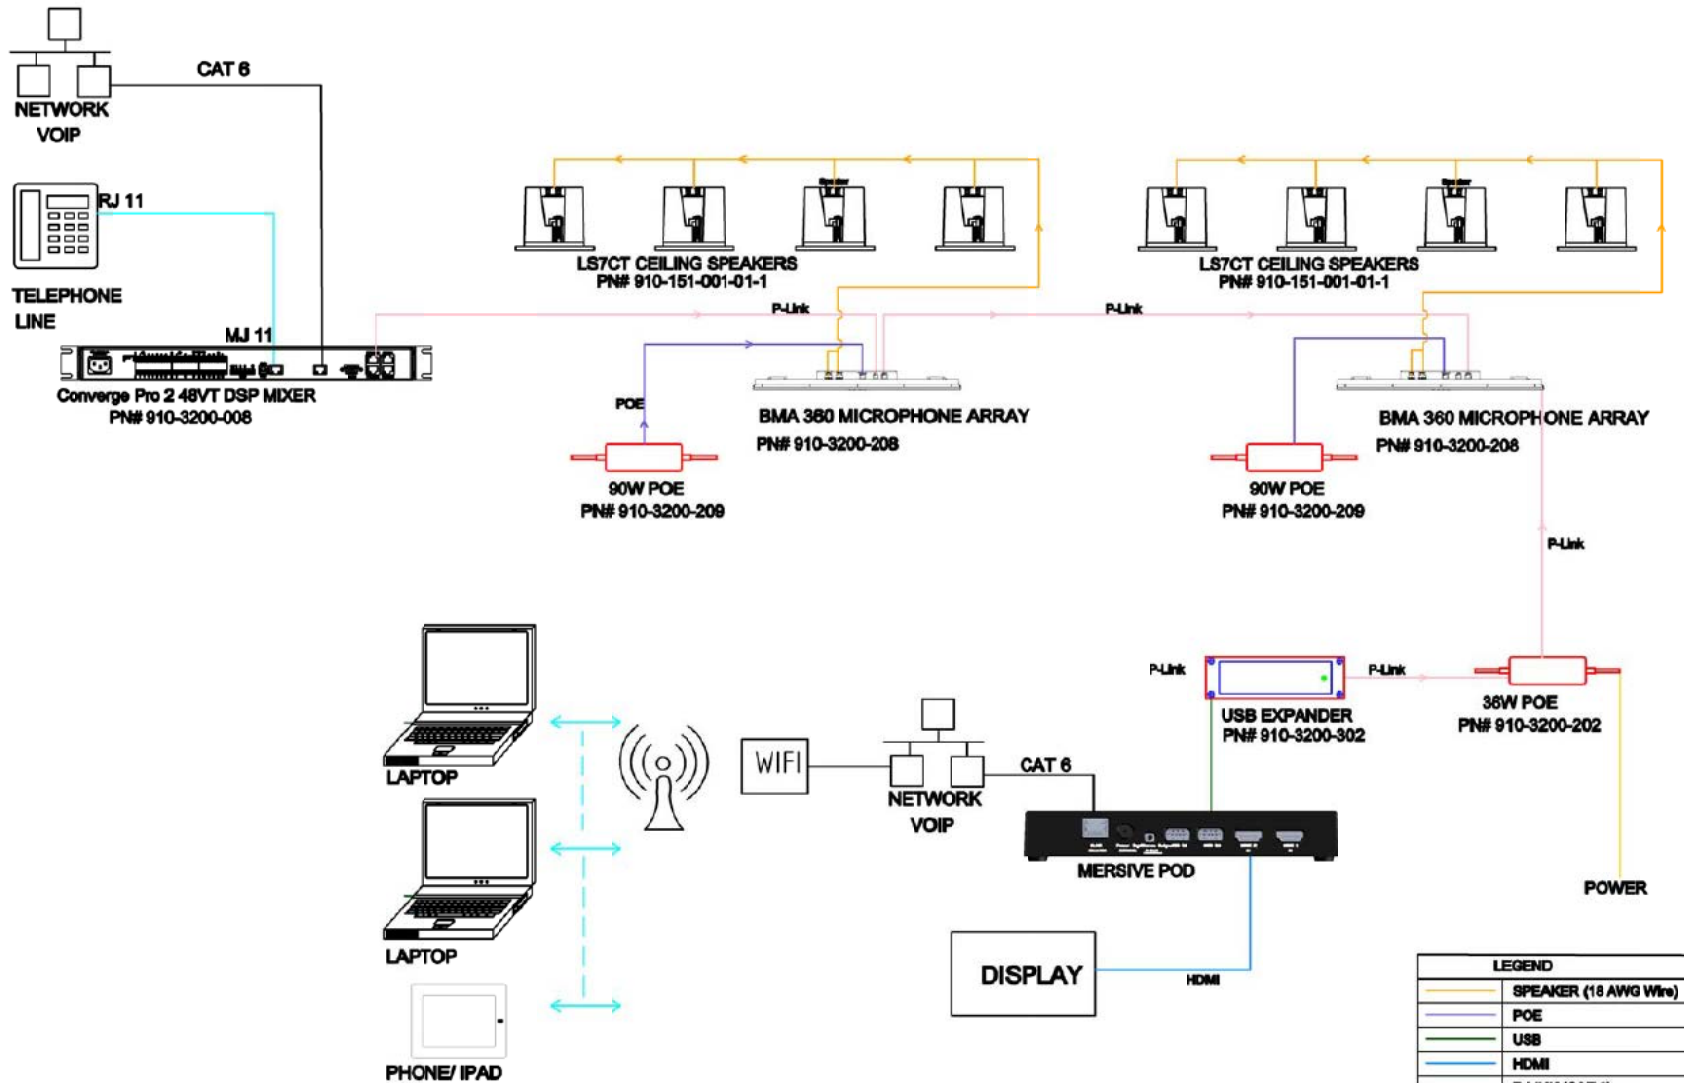 CAT 6
NETWORK
VOIP
RJ 11
TELEPHONE
LINE
MJ 11
Converge Pro 2 48VT DSP MIXER
PN# 910-3200-008
Speaker
LS7CT CEILING SPEAKERS
PN# 910-151-001-01-1
P-Link
POE
BMA 360 MICROPHONE ARRAY
PN# 910-3200-208
90W POE
PN# 910-3200-209
Speaker
LS7CT CEILING SPEAKERS
PN# 910-151-001-01-1
P-Link
BMA 360 MICROPHONE ARRAY
PN# 910-3200-208
90W POE
PN# 910-3200-209
P-Link
P-Link
P-Link
USB EXPANDER
PN# 910-3200-302
36W POE
PN# 910-3200-202
LAPTOP
LAPTOP
PHONE/ IPAD
WIFI
NETWORK
VOIP
CAT 6
MERSIVE POD
DISPLAY
HDMI
POWER
LEGEND
SPEAKER (18 AWG Wire)
POE
USB
HDMI